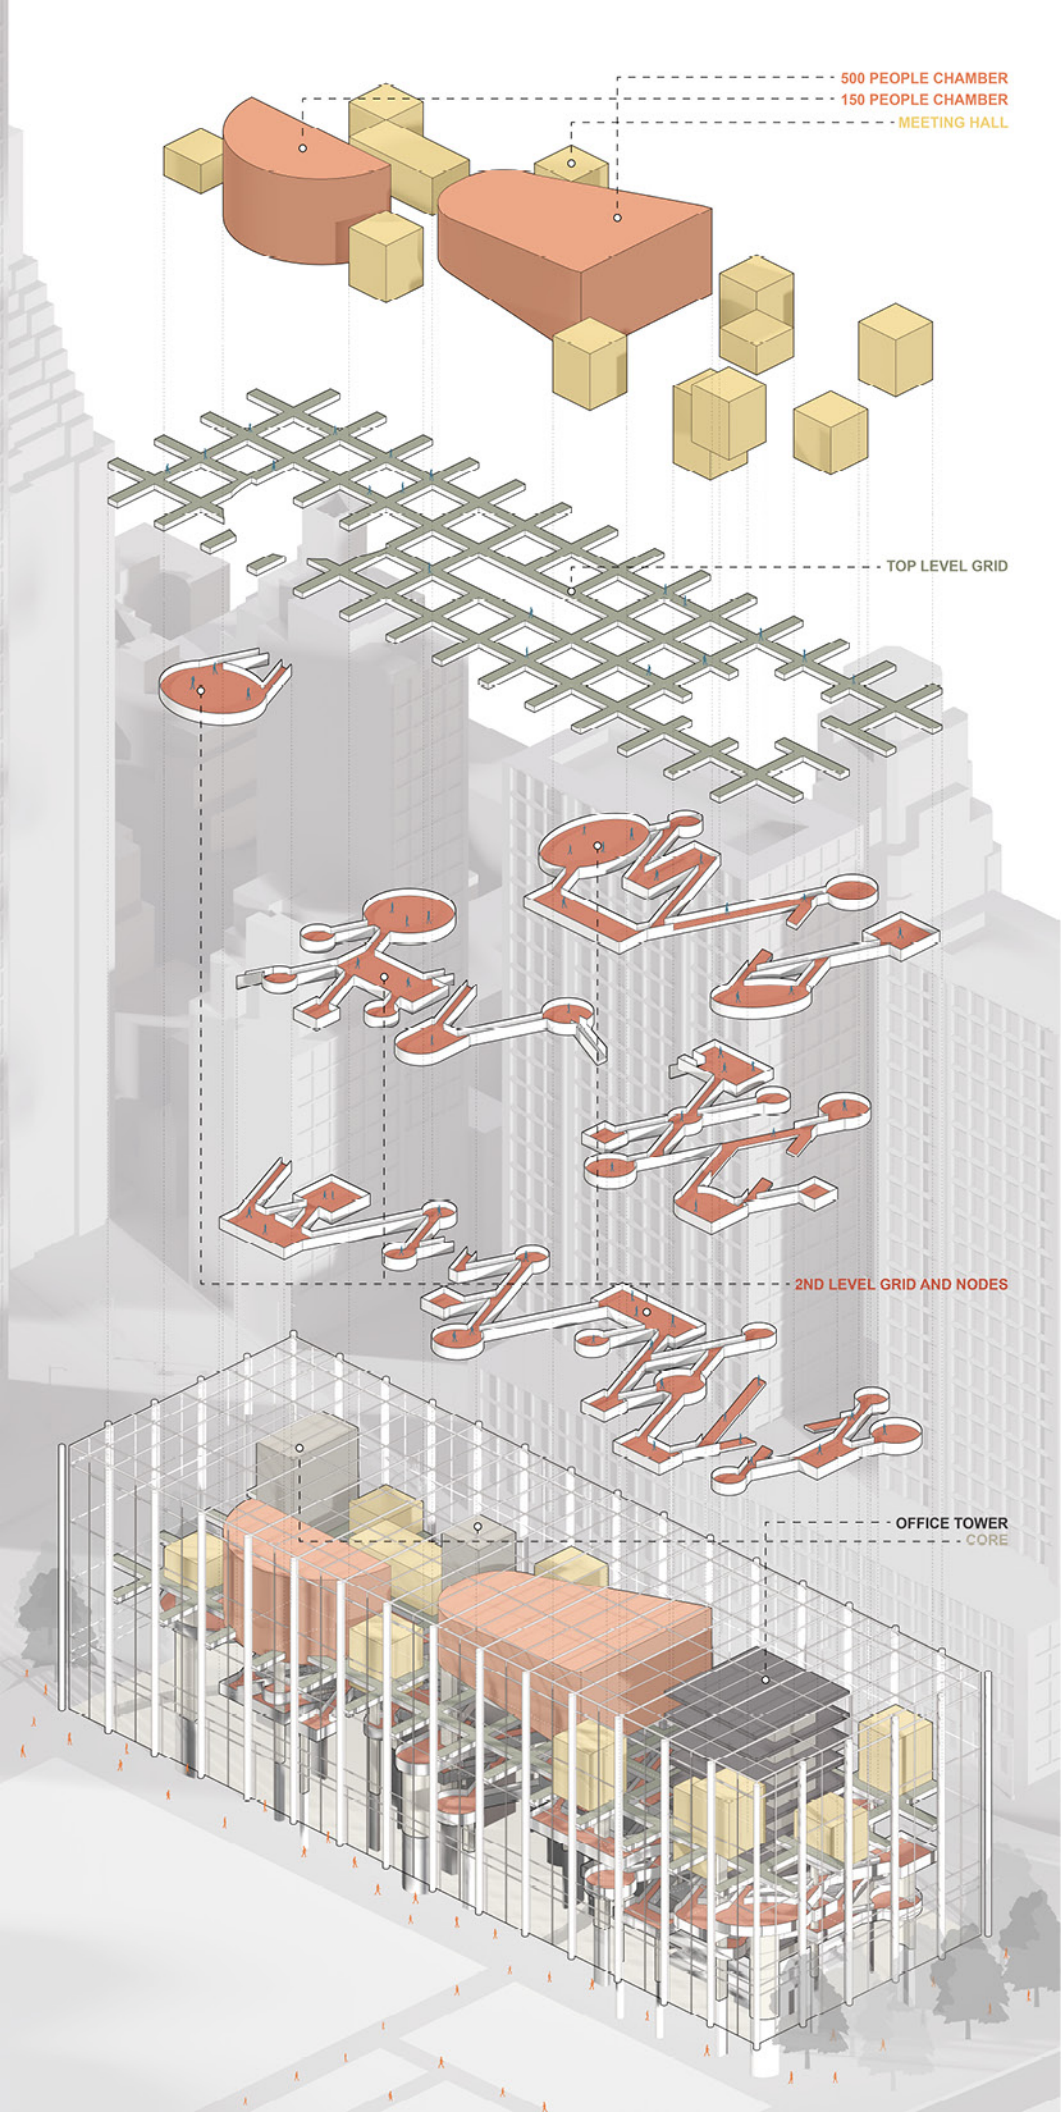 500 PEOPLE CHAMBER
150 PEOPLE CHAMBER
MEETING HALL
TOP LEVEL GRID
2ND LEVEL GRID AND NODES
OFFICE TOWER
CORE